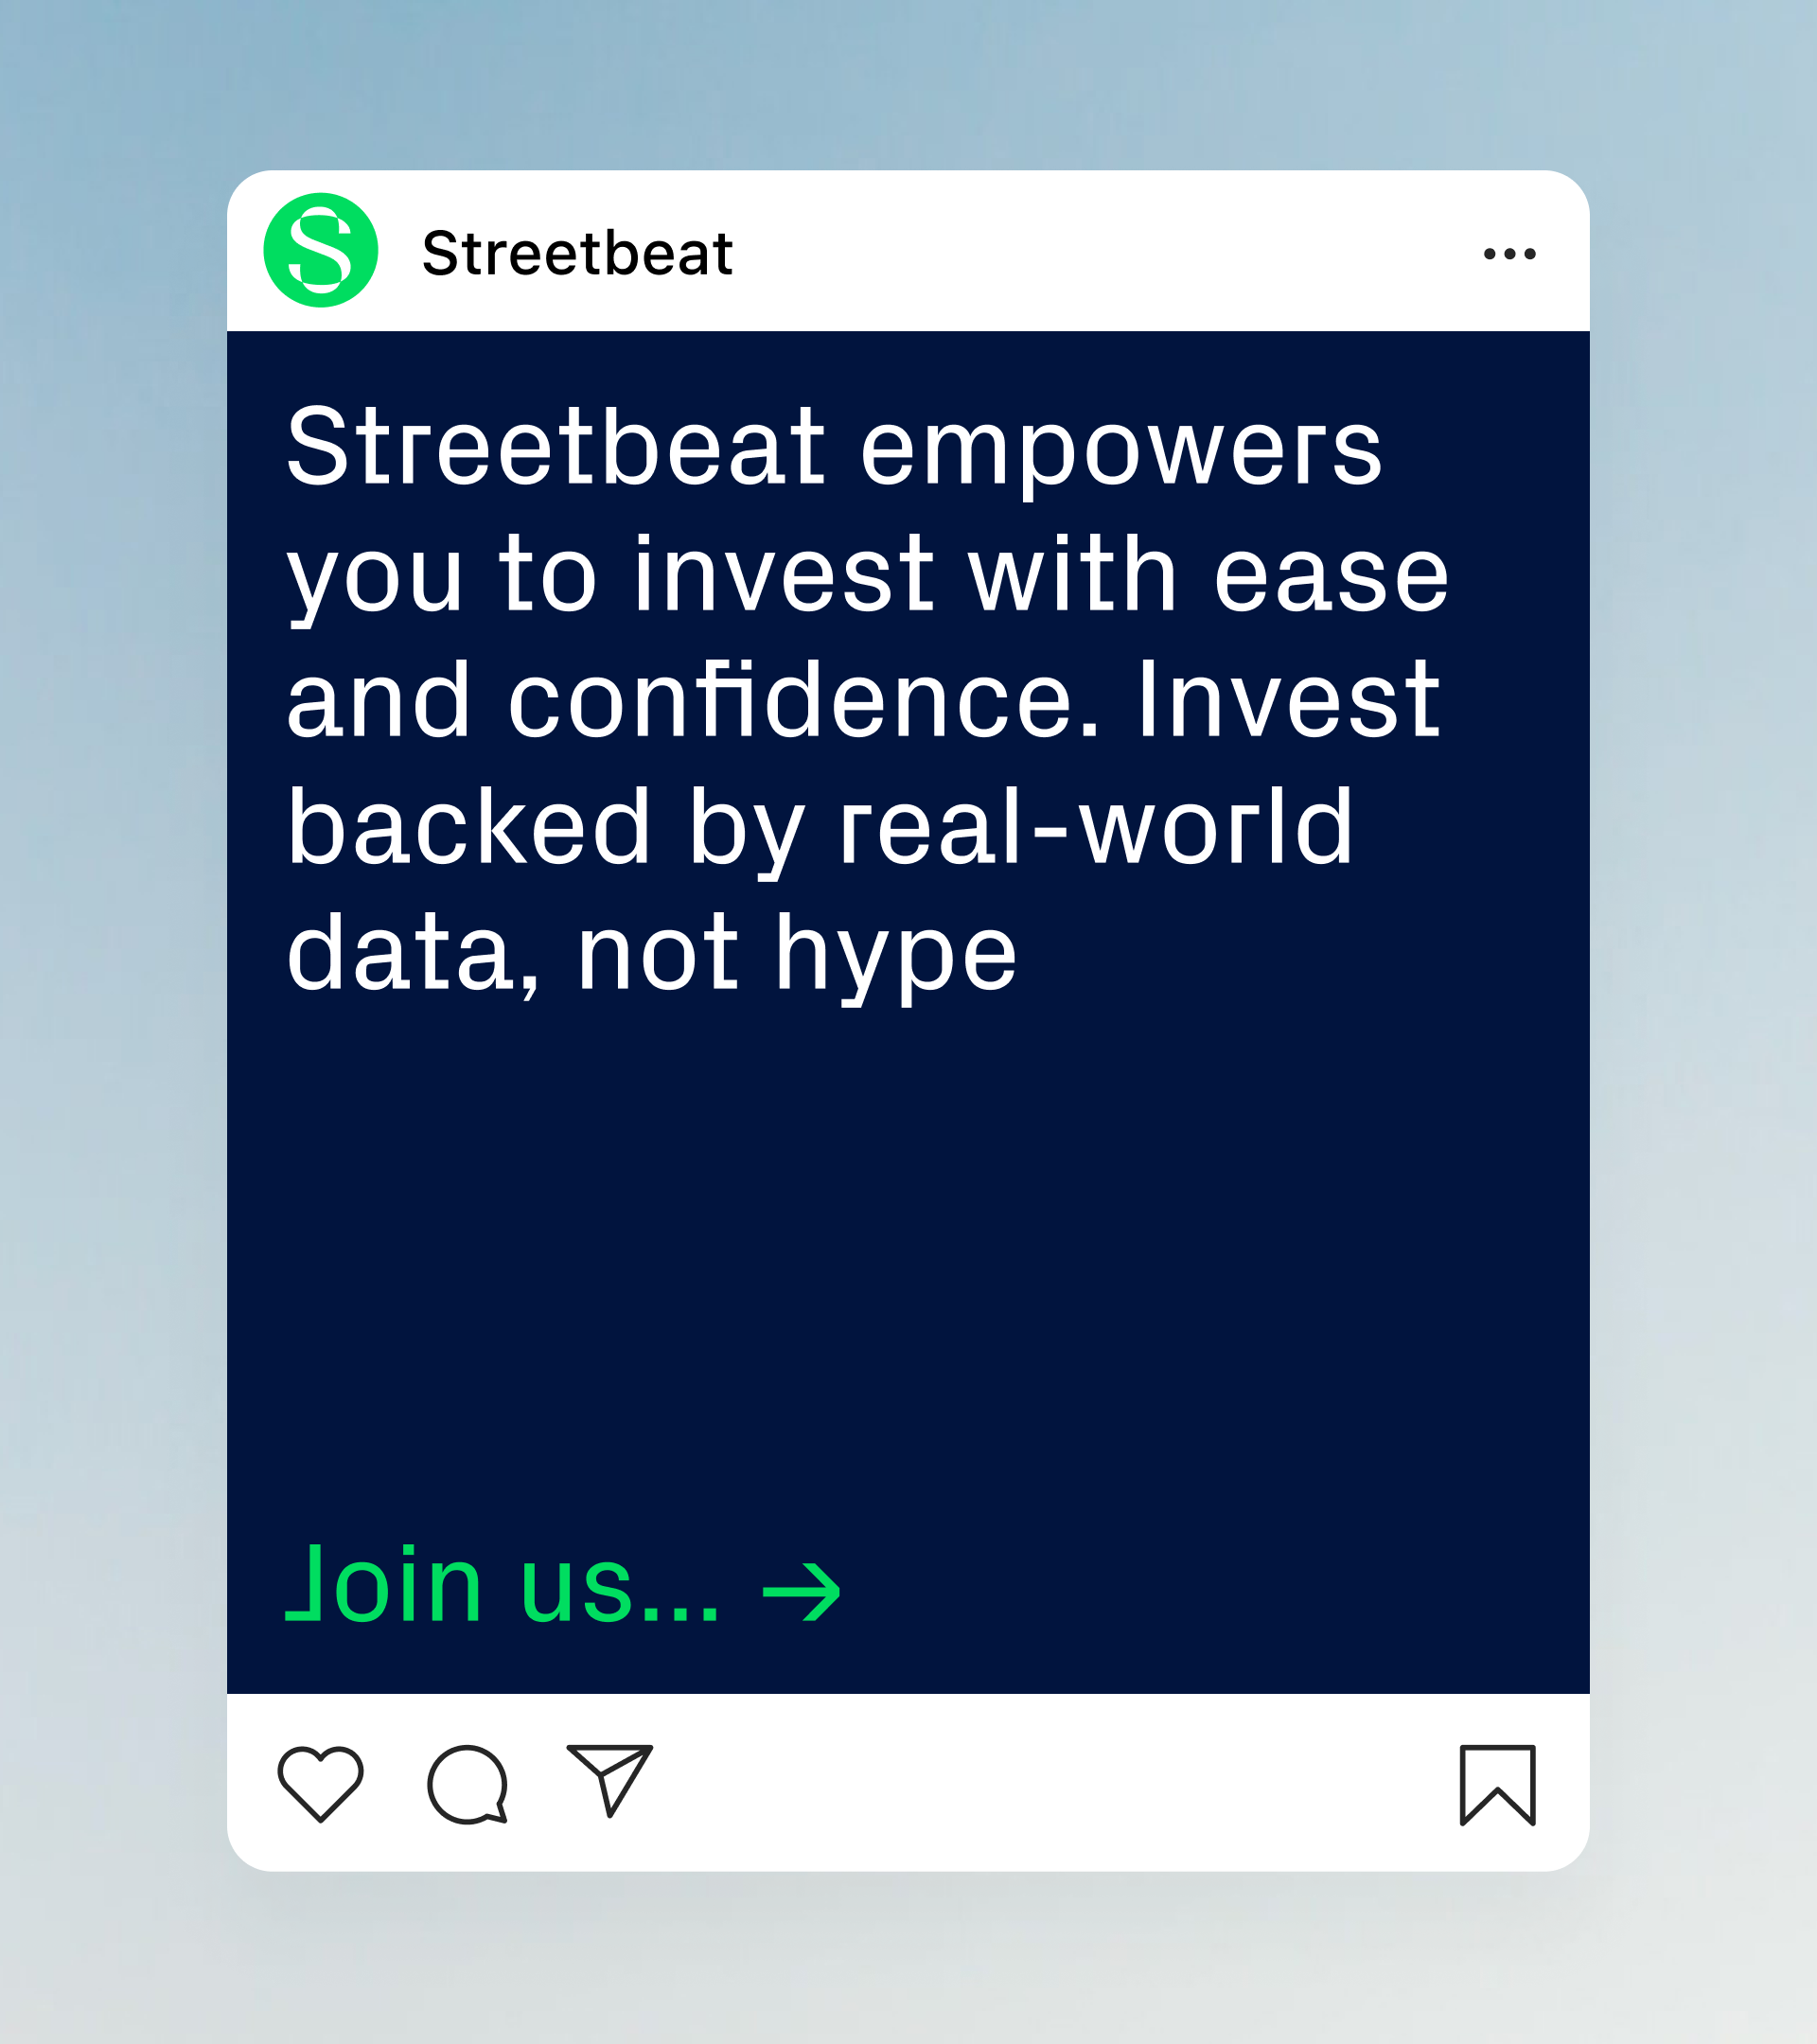 Streetbeat
Streetbeat empowers
you to invest with ease
and confidence. Invest
backed by real-world
data, not hype
Join us... →